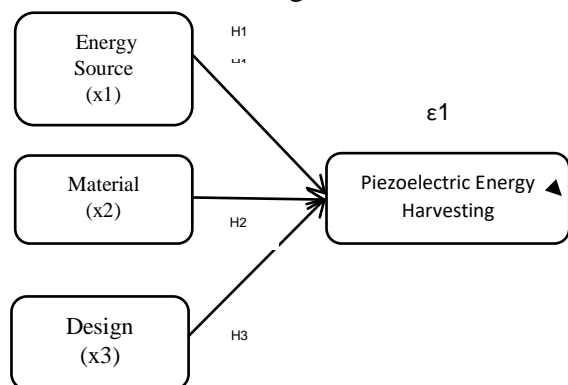 H1
Energy
Source
(x1)
ε1
Material
(x2)
Piezoelectric Energy
Harvesting
H2
Design
(x3)
H3